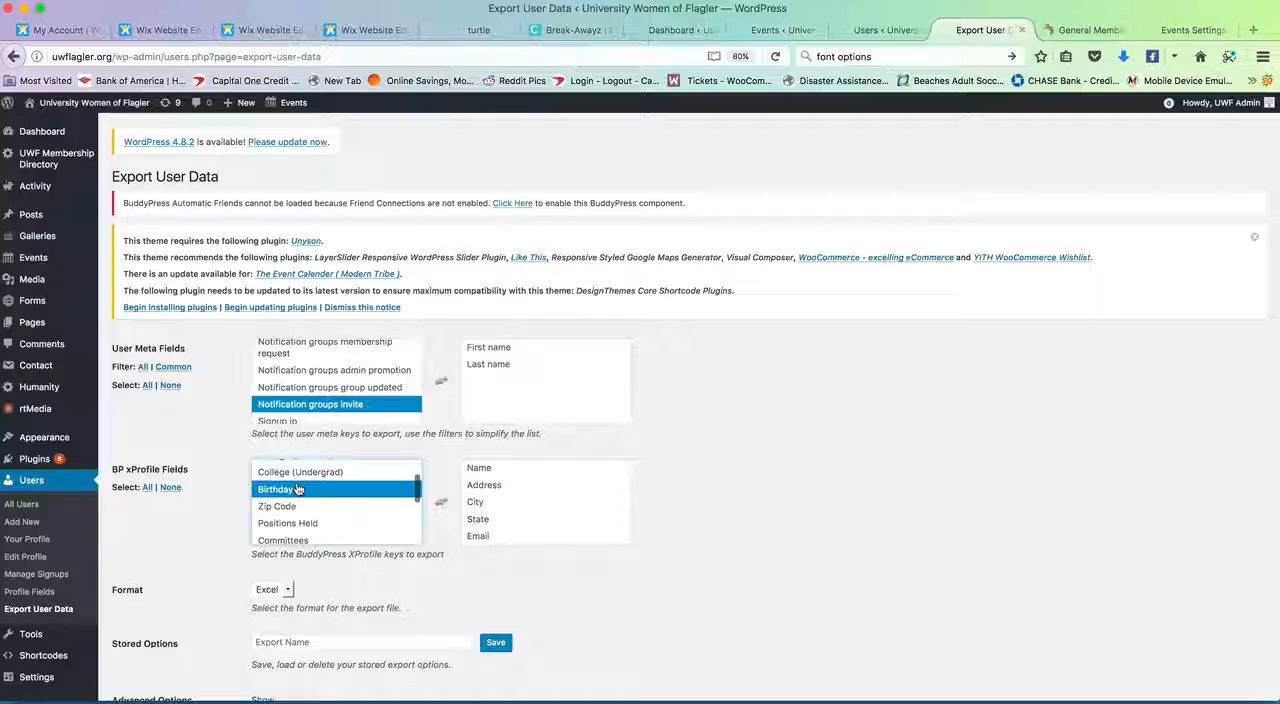 Export User Data ‹ University Women of Flagler — WordPress
My Account | W
Wix Website En
Wix Website Ed
Wix Website Ed
turtle
Break-Awayz | S
Dashboard ‹ U
Events ‹ Univer
Users ‹ Univers
Export User D
General Memb
Events Settings
uwflagler.org/wp-admin/users.php?page=export-user-data
80%
font options
Most Visited
Bank of America | H...
Capital One Credit ...
New Tab
Online Savings, Mo...
Reddit Pics
Login - Logout - Ca...
Tickets - WooCom...
Disaster Assistance...
Beaches Adult Socc...
CHASE Bank - Credi...
Mobile Device Emul...
University Women of Flagler
9
0
New
Events
0
Howdy, UWF Admin
Dashboard
UWF Membership
Directory
Activity
Posts
Galleries
Events
Media
Forms
Pages
Comments
Contact
Humanity
rtMedia
Appearance
Plugins 8
Users
All Users
Add New
Your Profile
Edit Profile
Manage Signups
Profile Fields
Export User Data
Tools
Shortcodes
Settings
WordPress 4.8.2 is available! Please update now.
Export User Data
BuddyPress Automatic Friends cannot be loaded because Friend Connections are not enabled. Click Here to enable this BuddyPress component.
This theme requires the following plugin: Unyson.
This theme recommends the following plugins: LayerSlider Responsive WordPress Slider Plugin, Like This, Responsive Styled Google Maps Generator, Visual Composer, WooCommerce - excelling eCommerce and YITH WooCommerce Wishlist.
There is an update available for: The Event Calender ( Modern Tribe ).
The following plugin needs to be updated to its latest version to ensure maximum compatibility with this theme: DesignThemes Core Shortcode Plugins.
Begin installing plugins | Begin updating plugins | Dismiss this notice
User Meta Fields
Filter: All | Common
Select: All | None
Notification groups membership
request
Notification groups admin promotion
Notification groups group updated
Notification groups invite
Signup ip
First name
Last name
Select the user meta keys to export, use the filters to simplify the list.
BP xProfile Fields
Select: All | None
College (Undergrad)
Birthday
Zip Code
Positions Held
Committees
Name
Address
City
State
Email
Select the BuddyPress XProfile keys to export
Format
Excel
Select the format for the export file.
Stored Options
Export Name
Save
Save, load or delete your stored export options.
Advanced Options
Show